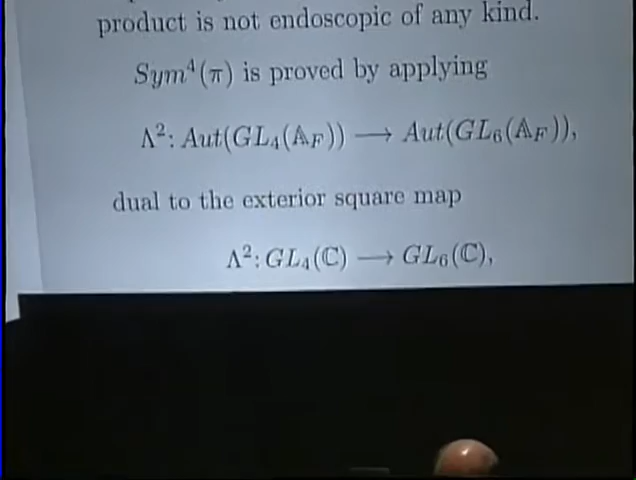 product is not endoscopic of any kind.
Sym⁴(π) is proved by applying
Λ²: Aut(GL₄(𝔸_F)) ⟶ Aut(GL₆(𝔸_F)),
dual to the exterior square map
Λ²: GL₄(ℂ) ⟶ GL₆(ℂ),